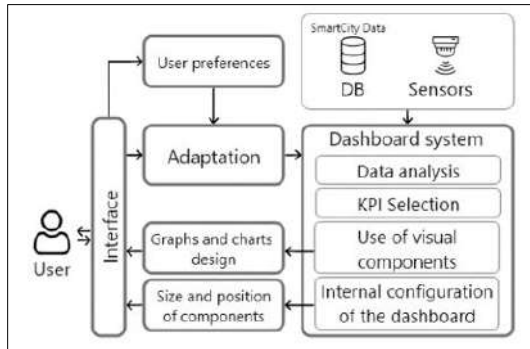 SmartCity Data
User preferences
DB
Sensors
Adaptation
Dashboard system
Data analysis
KPI Selection
Interface
User
Graphs and charts
design
Use of visual
components
Size and position
of components
Internal configuration
of the dashboard